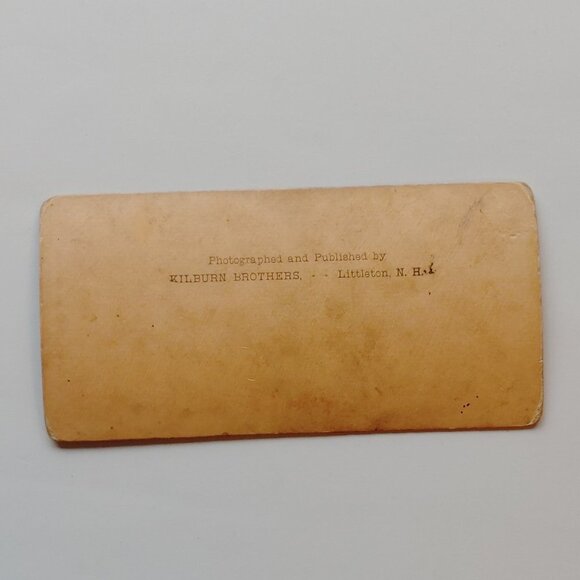 Photographed and Published by
KILBURN BROTHERS, - - Littleton, N. H.